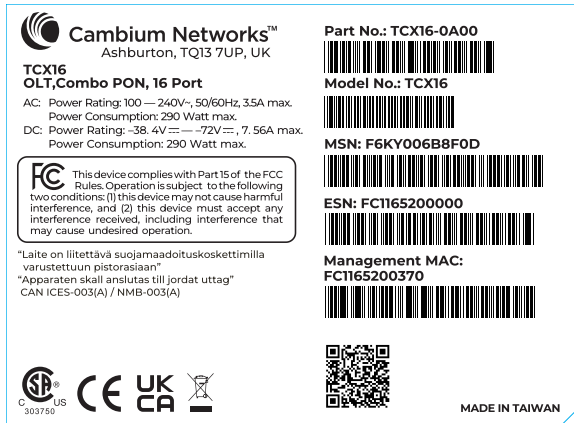 Cambium Networks™
Ashburton, TQ13 7UP, UK
TCX16
OLT,Combo PON, 16 Port
AC: Power Rating: 100 — 240V~, 50/60Hz, 3.5A max.
Power Consumption: 290 Watt max.
DC: Power Rating: –38. 4V⎓ — –72V⎓ , 7. 56A max.
Power Consumption: 290 Watt max.
FC This device complies with Part 15 of the FCC
Rules. Operation is subject to the following
two conditions: (1) this device may not cause harmful
interference, and (2) this device must accept any
interference received, including interference that
may cause undesired operation.
“Laite on liitettävä suojamaadoituskoskettimilla
varustettuun pistorasiaan”
“Apparaten skall anslutas till jordat uttag”
CAN ICES-003(A) / NMB-003(A)
C SA ® US
303750
CE
UK
CA
Part No.: TCX16-0A00
Model No.: TCX16
MSN: F6KY006B8F0D
ESN: FC1165200000
Management MAC:
FC1165200370
MADE IN TAIWAN